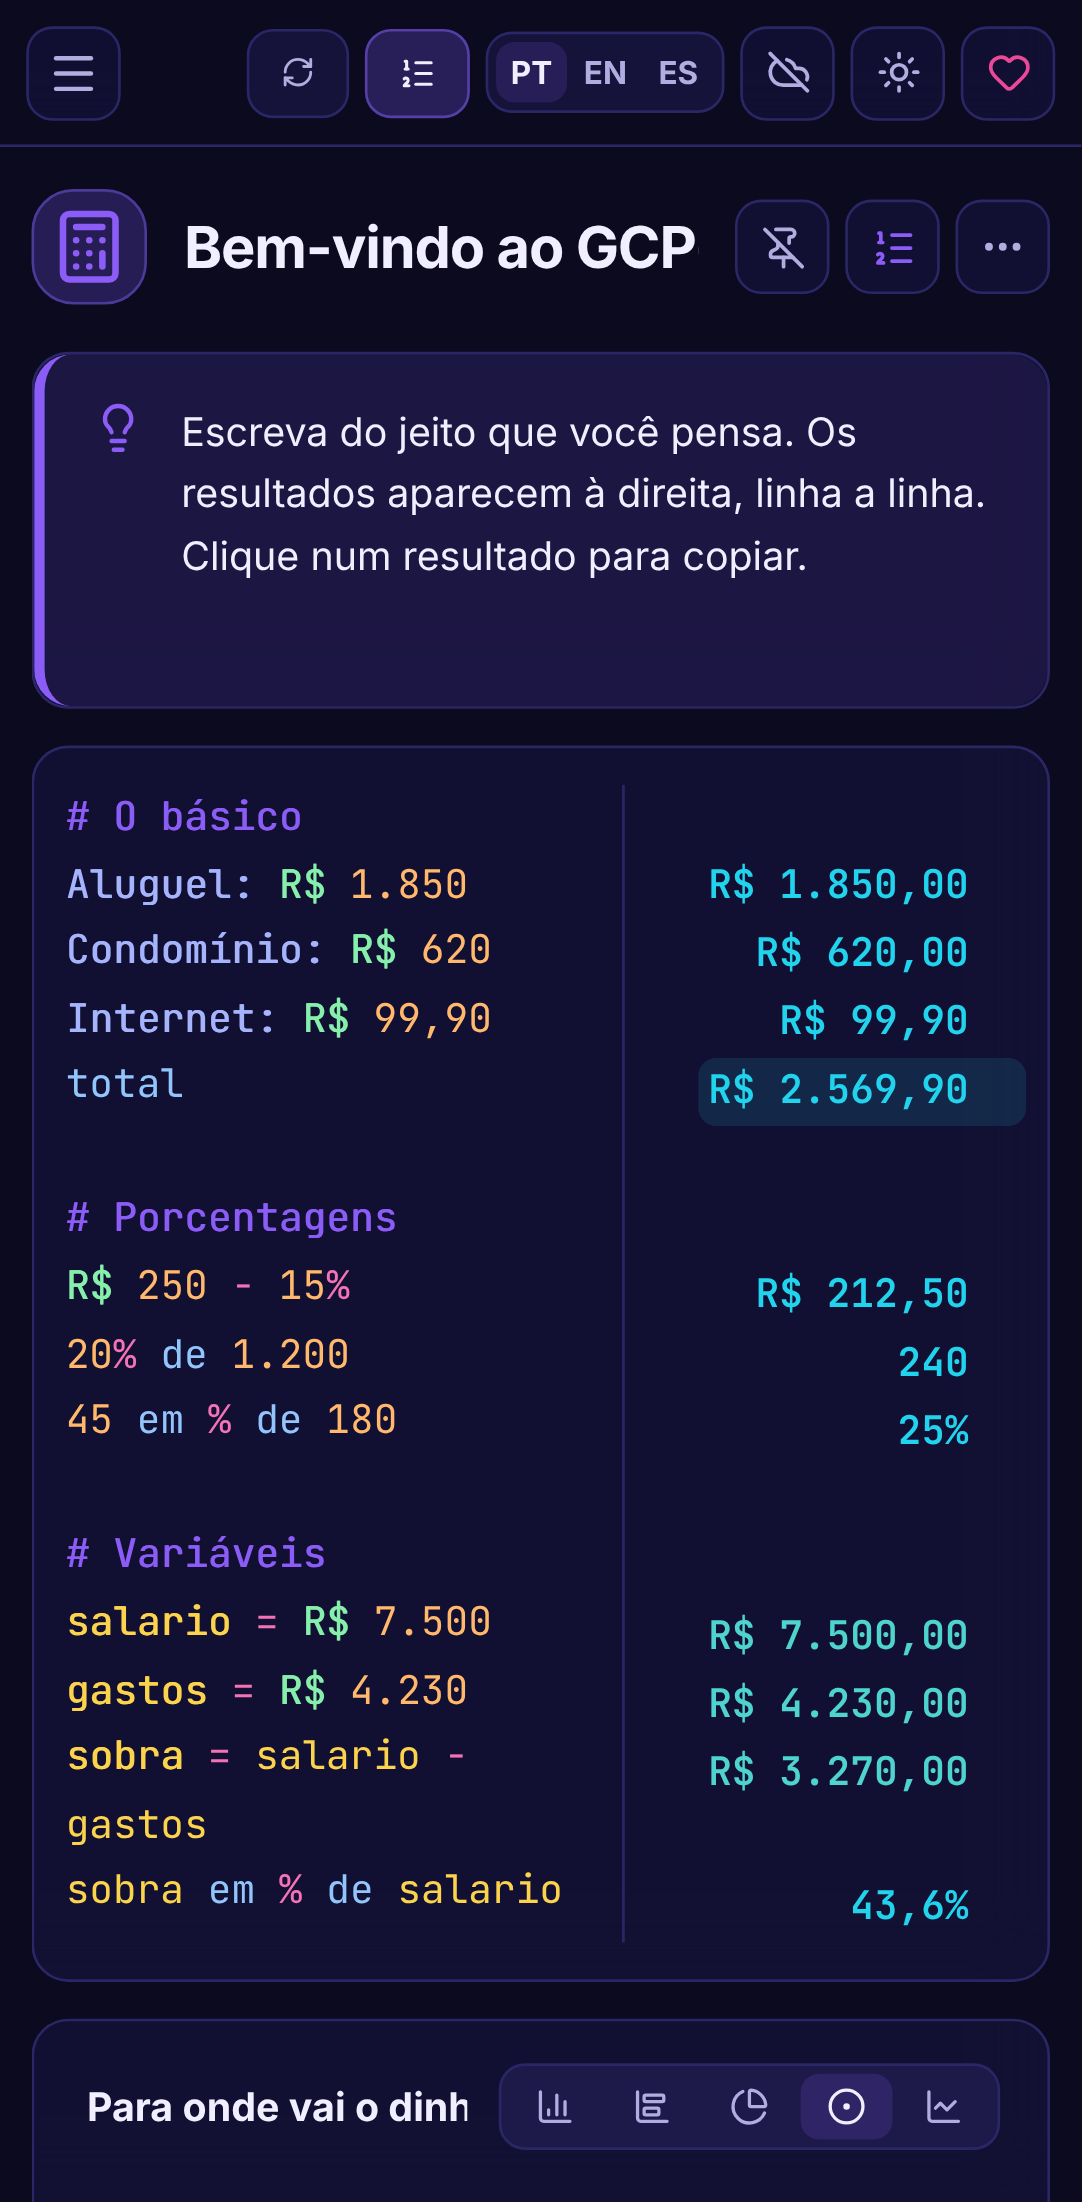 PT EN ES
Bem-vindo ao GCP
Escreva do jeito que você pensa. Os
resultados aparecem à direita, linha a linha.
Clique num resultado para copiar.
# O básico
Aluguel: R$ 1.850 R$ 1.850,00
Condomínio: R$ 620 R$ 620,00
Internet: R$ 99,90 R$ 99,90
total R$ 2.569,90
# Porcentagens
R$ 250 - 15% R$ 212,50
20% de 1.200 240
45 em % de 180 25%
# Variáveis
salario = R$ 7.500 R$ 7.500,00
gastos = R$ 4.230 R$ 4.230,00
sobra = salario - R$ 3.270,00
gastos
sobra em % de salario 43,6%
Para onde vai o dinh